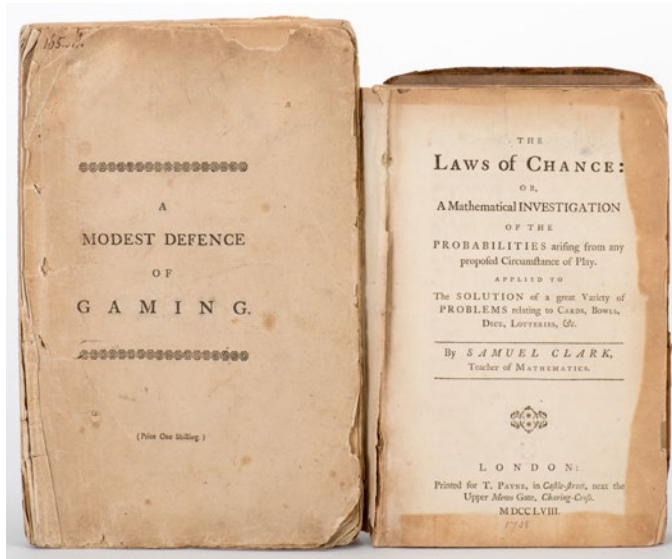 A
MODEST DEFENCE
OF
GAMING.
(Price One Shilling.)
THE
LAWS of CHANCE:
OR,
A Mathematical INVESTIGATION
OF THE
PROBABILITIES arising from any
proposed Circumstance of Play.
APPLIED TO
The SOLUTION of a great Variety of
PROBLEMS relating to CARDS, BOWLS,
DICE, LOTTERIES, &c.
By SAMUEL CLARK,
Teacher of MATHEMATICS.
LONDON:
Printed for T. PAYNE, in Castle-street, next the
Upper Mews Gate, Charing-Cross.
MDCCLVIII.